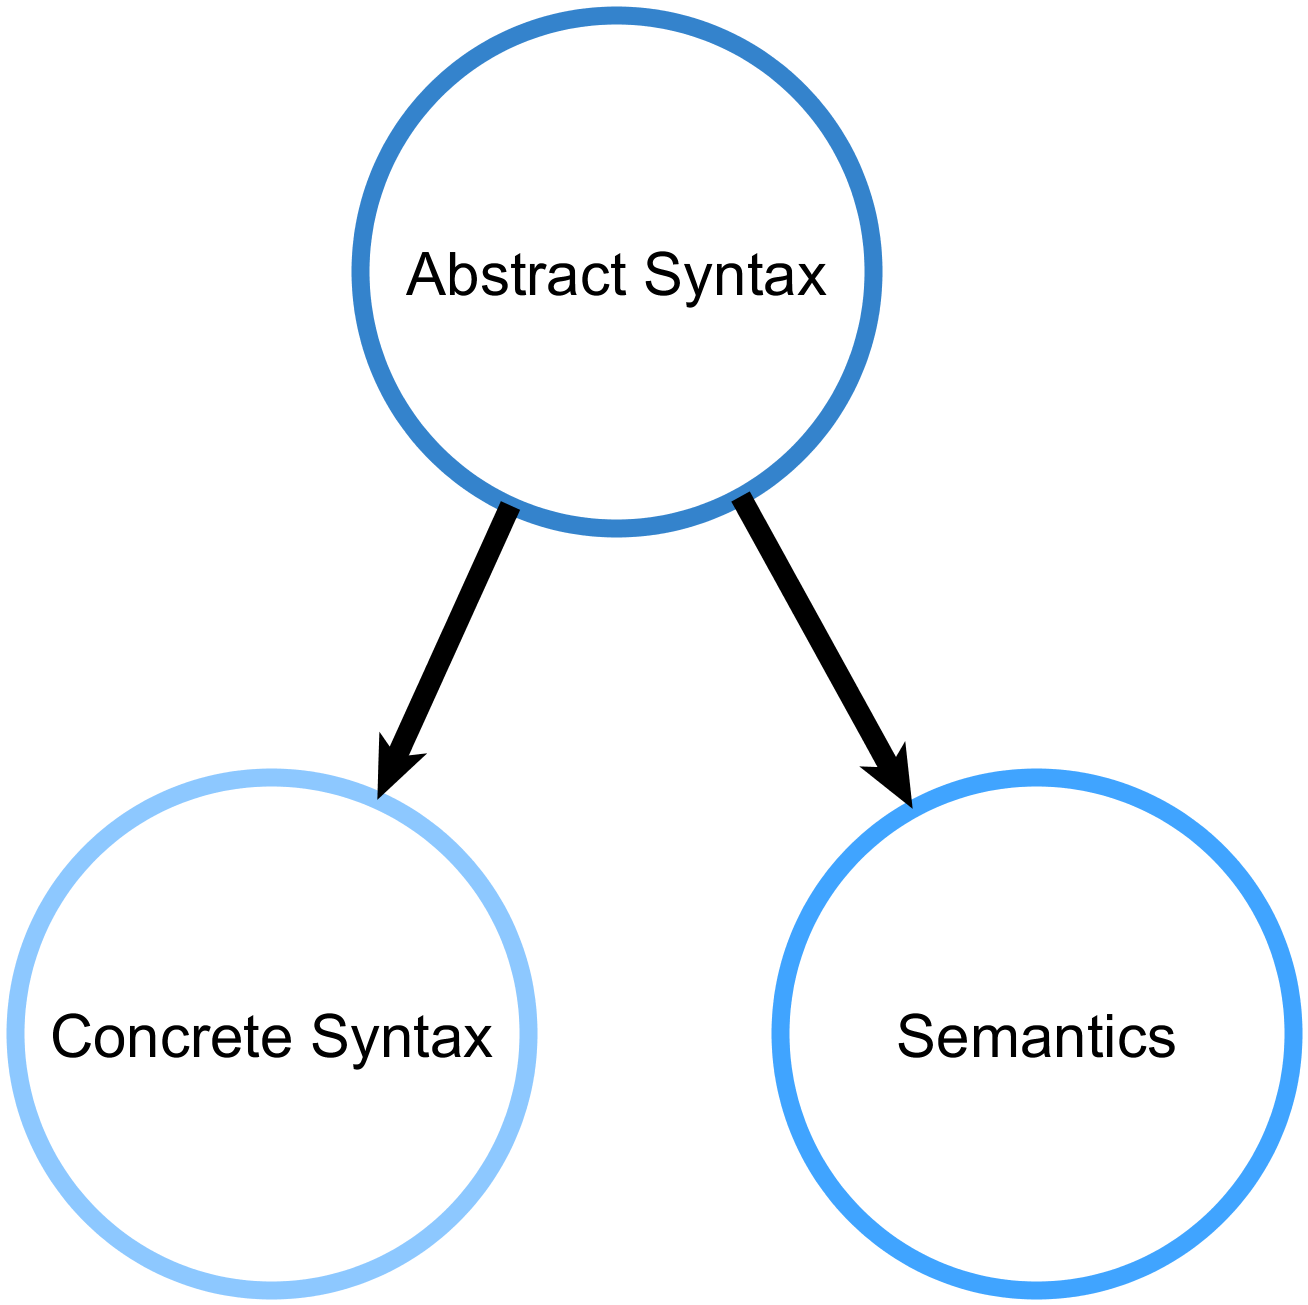 Abstract Syntax
Concrete Syntax
Semantics